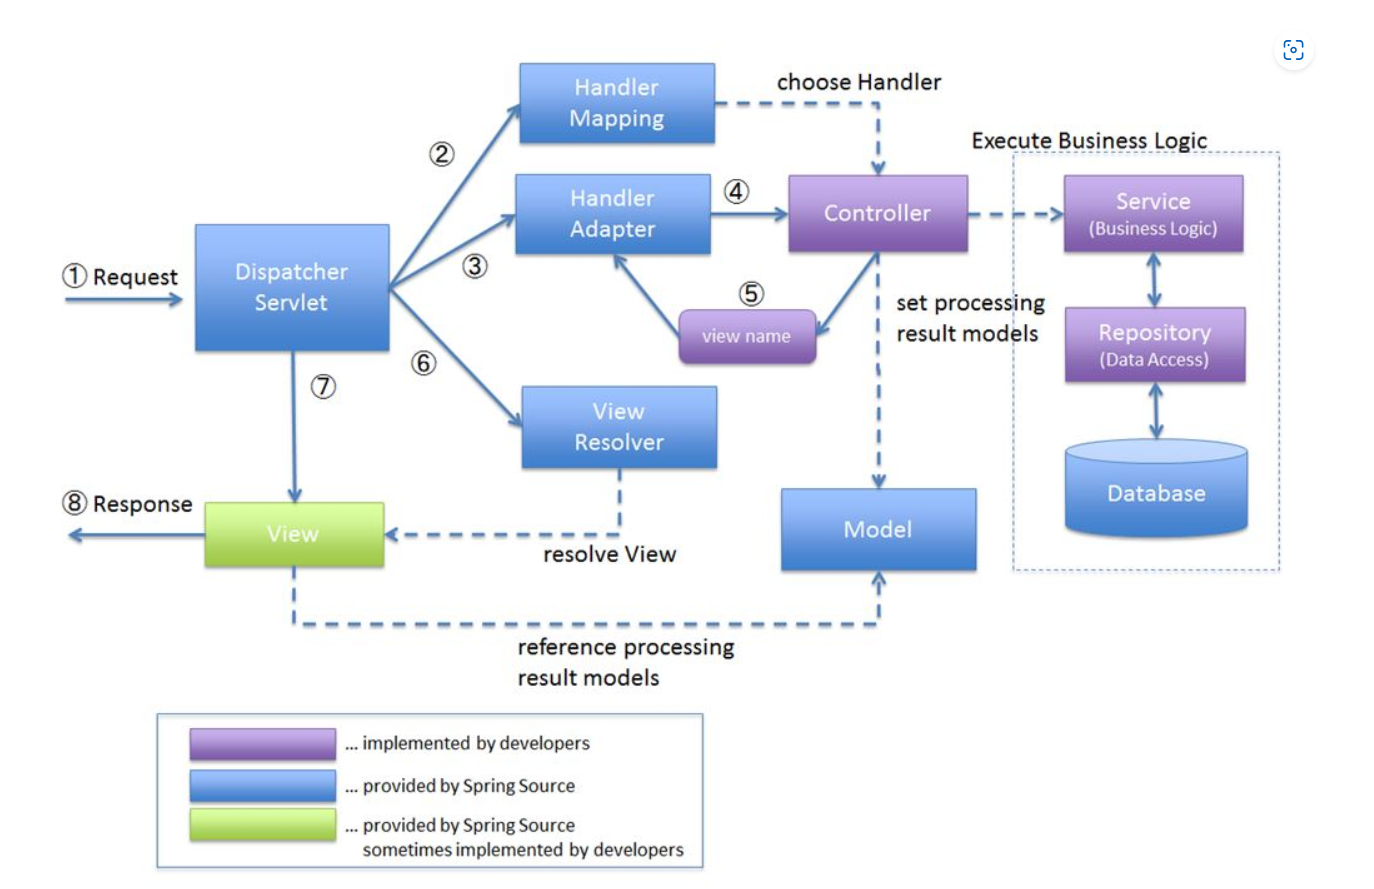 Handler
Mapping
choose Handler
Execute Business Logic
②
Handler
Adapter
④
Controller
Service
(Business Logic)
① Request
Dispatcher
Servlet
③
⑤
view name
set processing
result models
Repository
(Data Access)
⑥
⑦
View
Resolver
⑧ Response
View
resolve View
Model
Database
reference processing
result models
... implemented by developers
... provided by Spring Source
... provided by Spring Source
sometimes implemented by developers